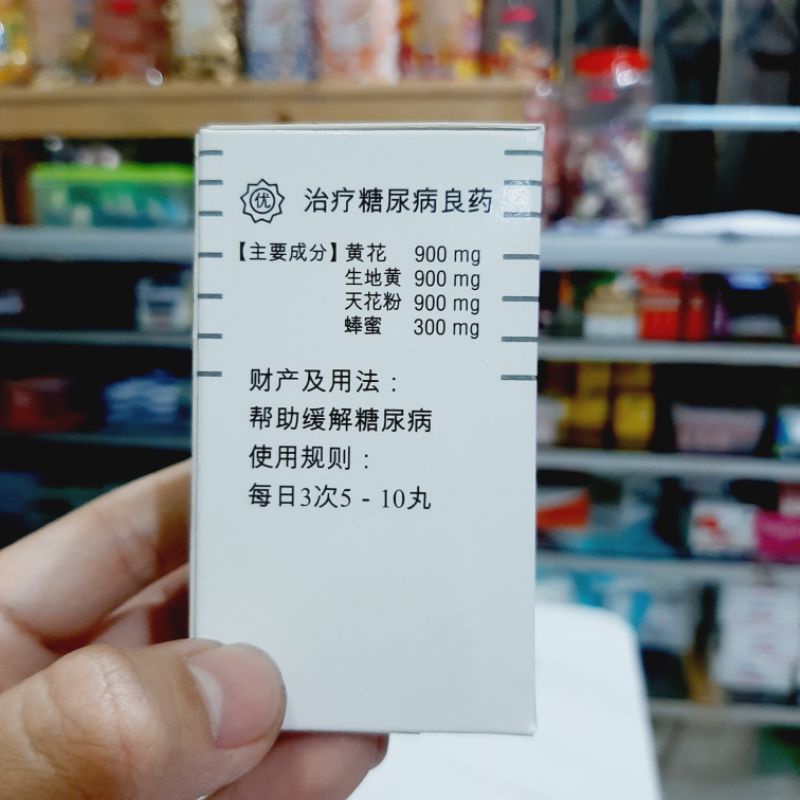 优 治疗糖尿病良药
【主要成分】黄花 900 mg
生地黄 900 mg
天花粉 900 mg
蜂蜜 300 mg
财产及用法：
帮助缓解糖尿病
使用规则：
每日3次5 - 10丸